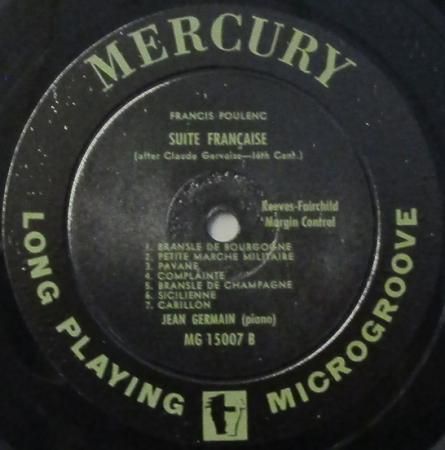 MERCURY
FRANCIS POULENC
SUITE FRANÇAISE
(after Claude Gervaise—16th Cent.)
Reeves-Fairchild
Margin Control
1. BRANSLE DE BOURGOGNE
2. PETITE MARCHE MILITAIRE
3. PAVANE
4. COMPLAINTE
5. BRANSLE DE CHAMPAGNE
6. SICILIENNE
7. CARILLON
JEAN GERMAIN (piano)
MG 15007 B
LONG PLAYING
MICROGROOVE